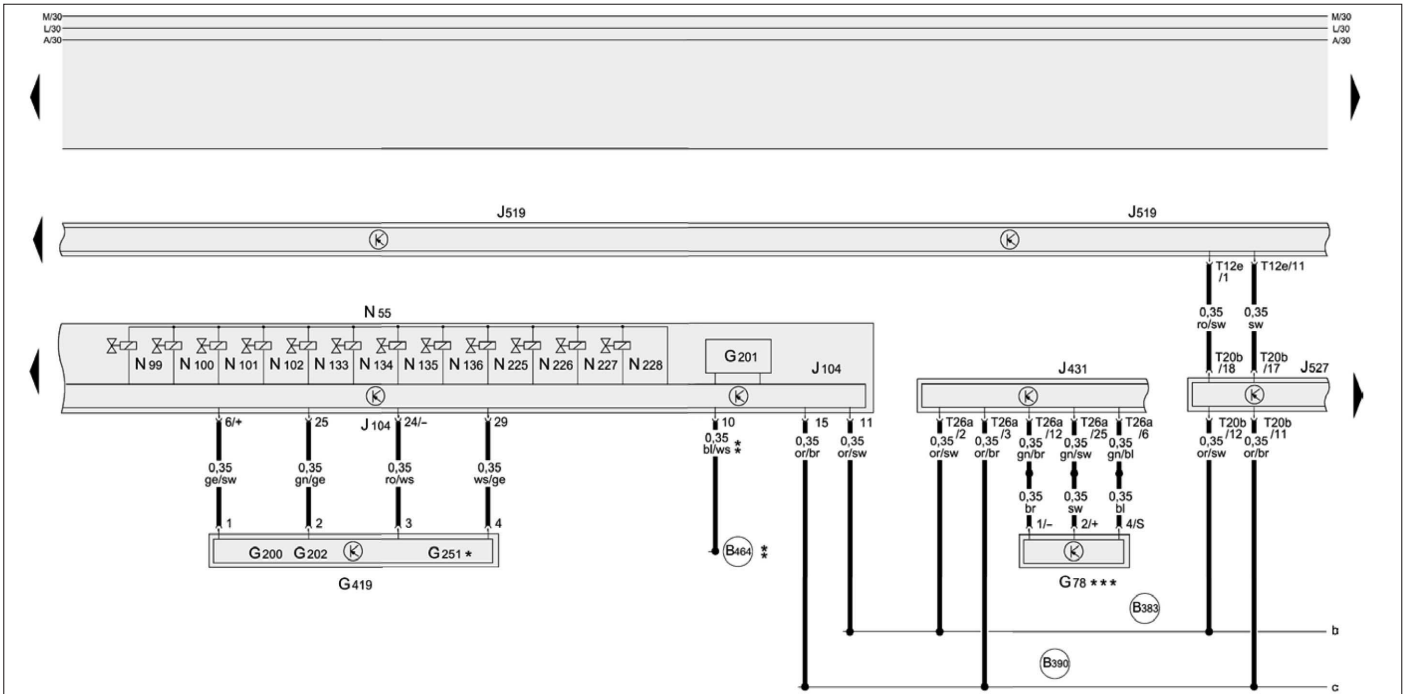 M/30 M/30
L/30 L/30
A/30 A/30
J519 J519
T12e /1 T12e/11
0,35 ro/sw 0,35 sw
N 55
N 99 N 100 N 101 N 102 N 133 N 134 N 135 N 136 N 225 N 226 N 227 N 228
G201
J 104
J431
T20b /18 T20b /17 J527
6/+ 25 J 104 24/– 29 10 15 11
T26a /2 T26a /3 T26a /12 T26a /25 T26a /6 T20b /12 T20b /11
0,35 ge/sw 0,35 gn/ge 0,35 ro/ws 0,35 ws/ge
0,35 bl/ws * * 0,35 or/br 0,35 or/sw
0,35 or/sw 0,35 or/br 0,35 gn/br 0,35 gn/sw 0,35 gn/bl
0,35 or/sw 0,35 or/br
0,35 br 0,35 sw 0,35 bl
1 2 3 4 1/– 2/+ 4/S
G200 G202 G251 *
B464 * *
G419
G78 * * *
B383
b
B390
c